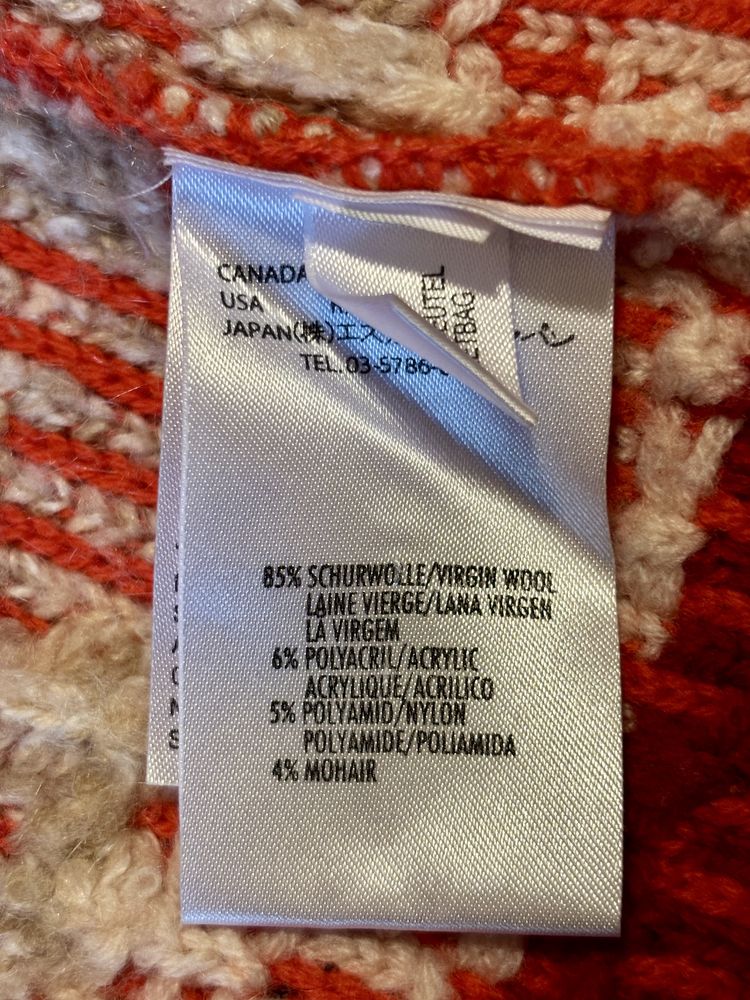 CANADA
USA
JAPAN(株)エス
TEL.03-5786-
85% SCHURWOLLE/VIRGIN WOOL
LAINE VIERGE/LANA VIRGEN
LÀ VIRGEM
6% POLYACRIL/ACRYLIC
ACRYLIQUE/ACRILICO
5% POLYAMID/NYLON
POLYAMIDE/POLIAMIDA
4% MOHAIR